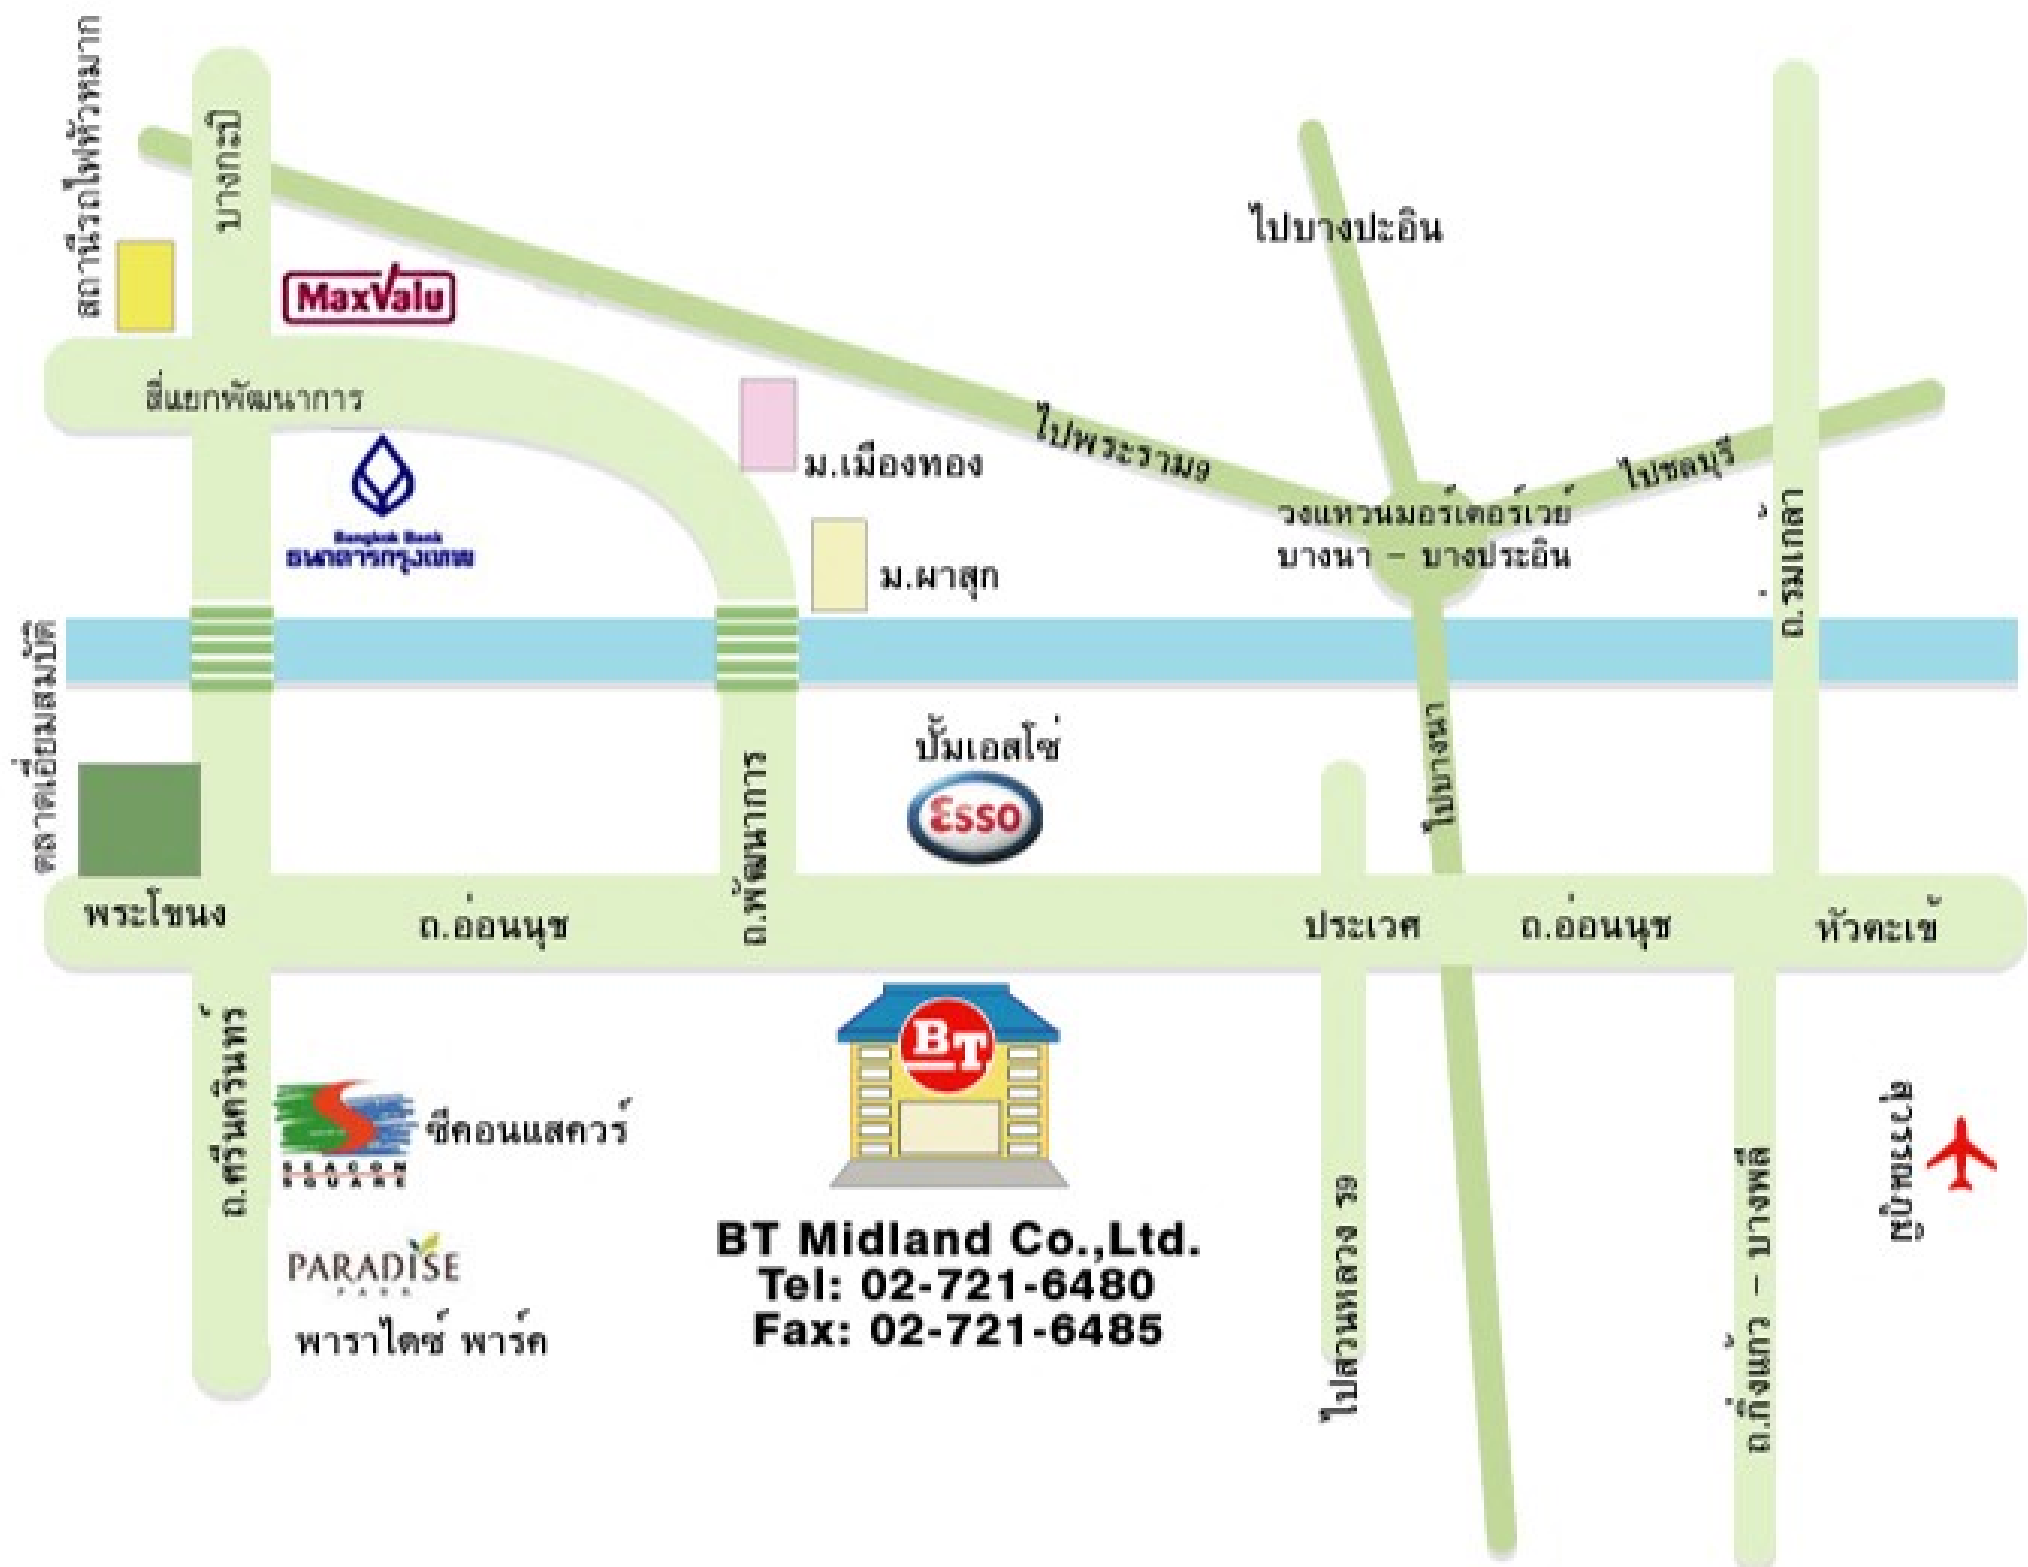 สถานีรถไฟหัวหมาก
บางกะปิ
MaxValu
ไปบางปะอิน
สี่แยกพัฒนาการ
ม.เมืองทอง
ไปพระราม9
ไปชลบุรี
Bangkok Bank
ธนาคารกรุงเทพ
วงแหวนมอร์เตอร์เวย์
บางนา - บางประอิน
ม.ผาสุก
ถ.ร่มเกล้า
ตลาดเอี่ยมสมบัติ
ปั้มเอสโซ่
Esso
ไปบางนา
ถ.พัฒนาการ
พระโขนง
ถ.อ่อนนุช
ประเวศ
ถ.อ่อนนุช
หัวตะเข้
BT
ถ.ศรีนครินทร์
SEACON
SQUARE
ซีคอนแสควร์
สุวรรณภูมิ
ไปสวนหลวง ร9
ถ.กิ่งแก้ว - บางพลี
BT Midland Co.,Ltd.
Tel: 02-721-6480
Fax: 02-721-6485
PARADISE
PARK
พาราไดซ์ พาร์ค